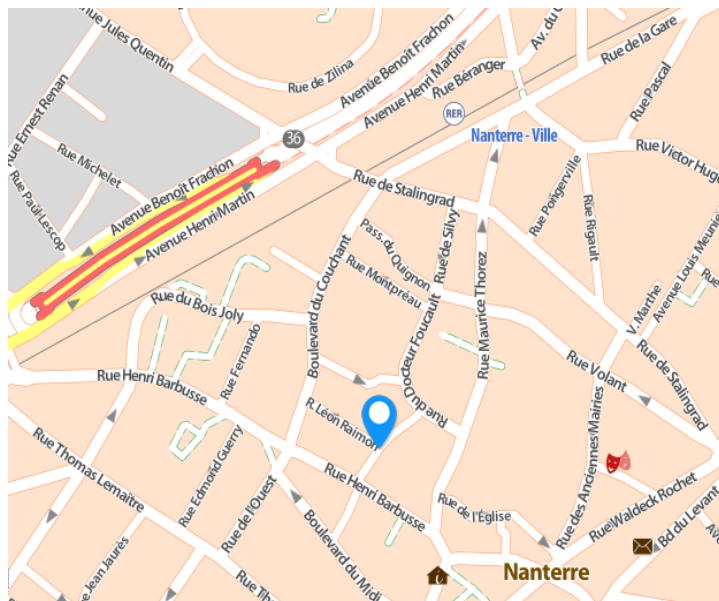 nue Jules Quentin
Rue de Zilina
Avenue Benoît Frachon
Avenue Henri Martin
Rue Béranger
Av. du C
Rue de la Gare
Rue Pascal
Rue Ernest Renan
36
RER
Nanterre - Ville
Rue Michelet
Rue Paul Lescop
Avenue Benoît Frachon
Avenue Henri Martin
Rue de Stalingrad
Rue Pongerville
Rue Victor Hugo
Rue Rigault
Pass. du Quignon
Rue de Silvy
Rue Montpréau
Boulevard du Couchant
Rue Maurice Thorez
Avenue Louis Meunie
Rue
V. Marthe
Rue du Bois Joly
Rue Fernando
Rue du Docteur Foucault
Rue Volant
Rue de Stalingrad
Rue Henri Barbusse
R. Léon Raimon
Rue Thomas Lemaître
Rue Edmond Guerry
Rue de l'Ouest
Rue Henri Barbusse
Boulevard du Midi
Rue de l'Église
Rue des Anciennes Mairies
Rue Waldeck Rochet
Bd du Levant
Rue Jean Jaurès
Rue Th
i
Nanterre